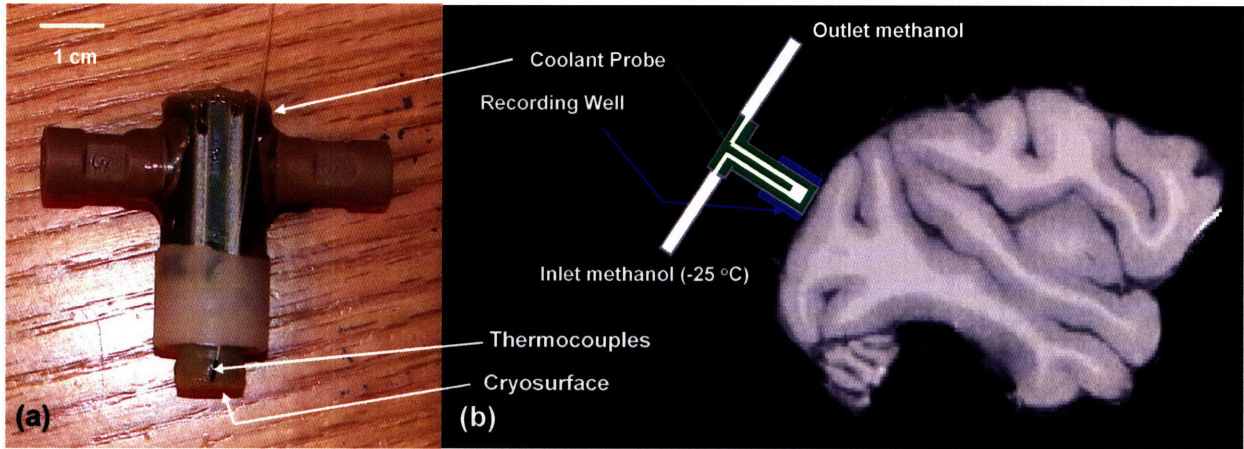 1 cm
(a)
(b)
Outlet methanol
Coolant Probe
Recording Well
Inlet methanol (-25 °C)
Thermocouples
Cryosurface